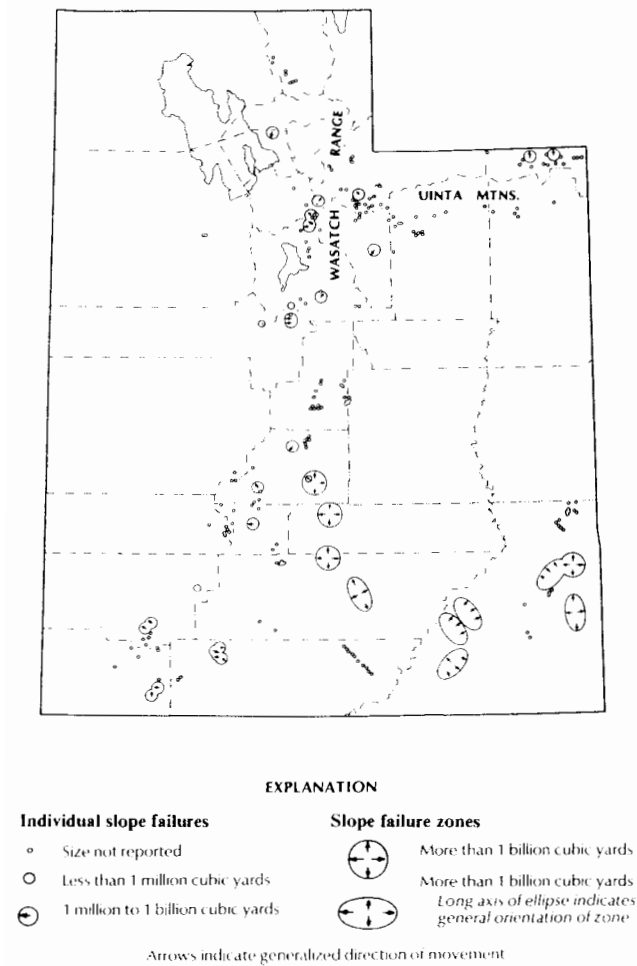 WASATCH RANGE
UINTA MTNS.
EXPLANATION
Individual slope failures
Size not reported
Less than 1 million cubic yards
1 million to 1 billion cubic yards
Slope failure zones
More than 1 billion cubic yards
More than 1 billion cubic yards
Long axis of ellipse indicates
general orientation of zone
Arrows indicate generalized direction of movement